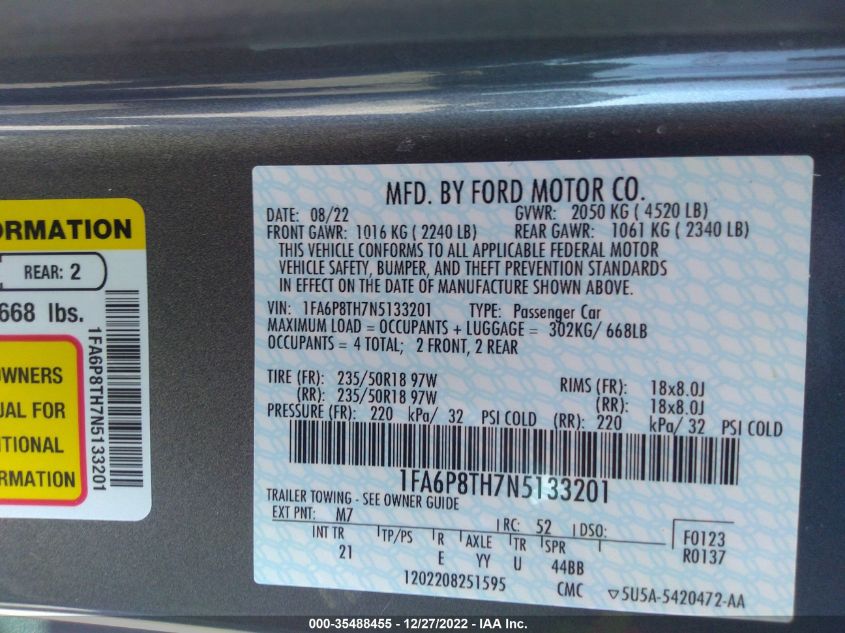 ORMATION
REAR: 2
668 lbs.
1FA6P8TH7N5133201
OWNERS
UAL FOR
ITIONAL
RMATION
MFD. BY FORD MOTOR CO.
DATE: 08/22 GVWR: 2050 KG ( 4520 LB)
FRONT GAWR: 1016 KG ( 2240 LB) REAR GAWR: 1061 KG ( 2340 LB)
THIS VEHICLE CONFORMS TO ALL APPLICABLE FEDERAL MOTOR
VEHICLE SAFETY, BUMPER, AND THEFT PREVENTION STANDARDS
IN EFFECT ON THE DATE OF MANUFACTURE SHOWN ABOVE.
VIN: 1FA6P8TH7N5133201 TYPE: Passenger Car
MAXIMUM LOAD = OCCUPANTS + LUGGAGE = 302KG/ 668LB
OCCUPANTS = 4 TOTAL; 2 FRONT, 2 REAR
TIRE (FR): 235/50R18 97W RIMS (FR): 18x8.0J
(RR): 235/50R18 97W (RR): 18x8.0J
PRESSURE (FR): 220 kPa/ 32 PSI COLD (RR): 220 kPa/ 32 PSI COLD
1FA6P8TH7N5133201
TRAILER TOWING - SEE OWNER GUIDE
EXT PNT: M7 RC: 52 DSO: F0123
INT TR TP/PS R AXLE TR SPR R0137
21 E YY U 44BB
1202208251595 CMC ▽5U5A-5420472-AA
000-35488455 - 12/27/2022 - IAA Inc.